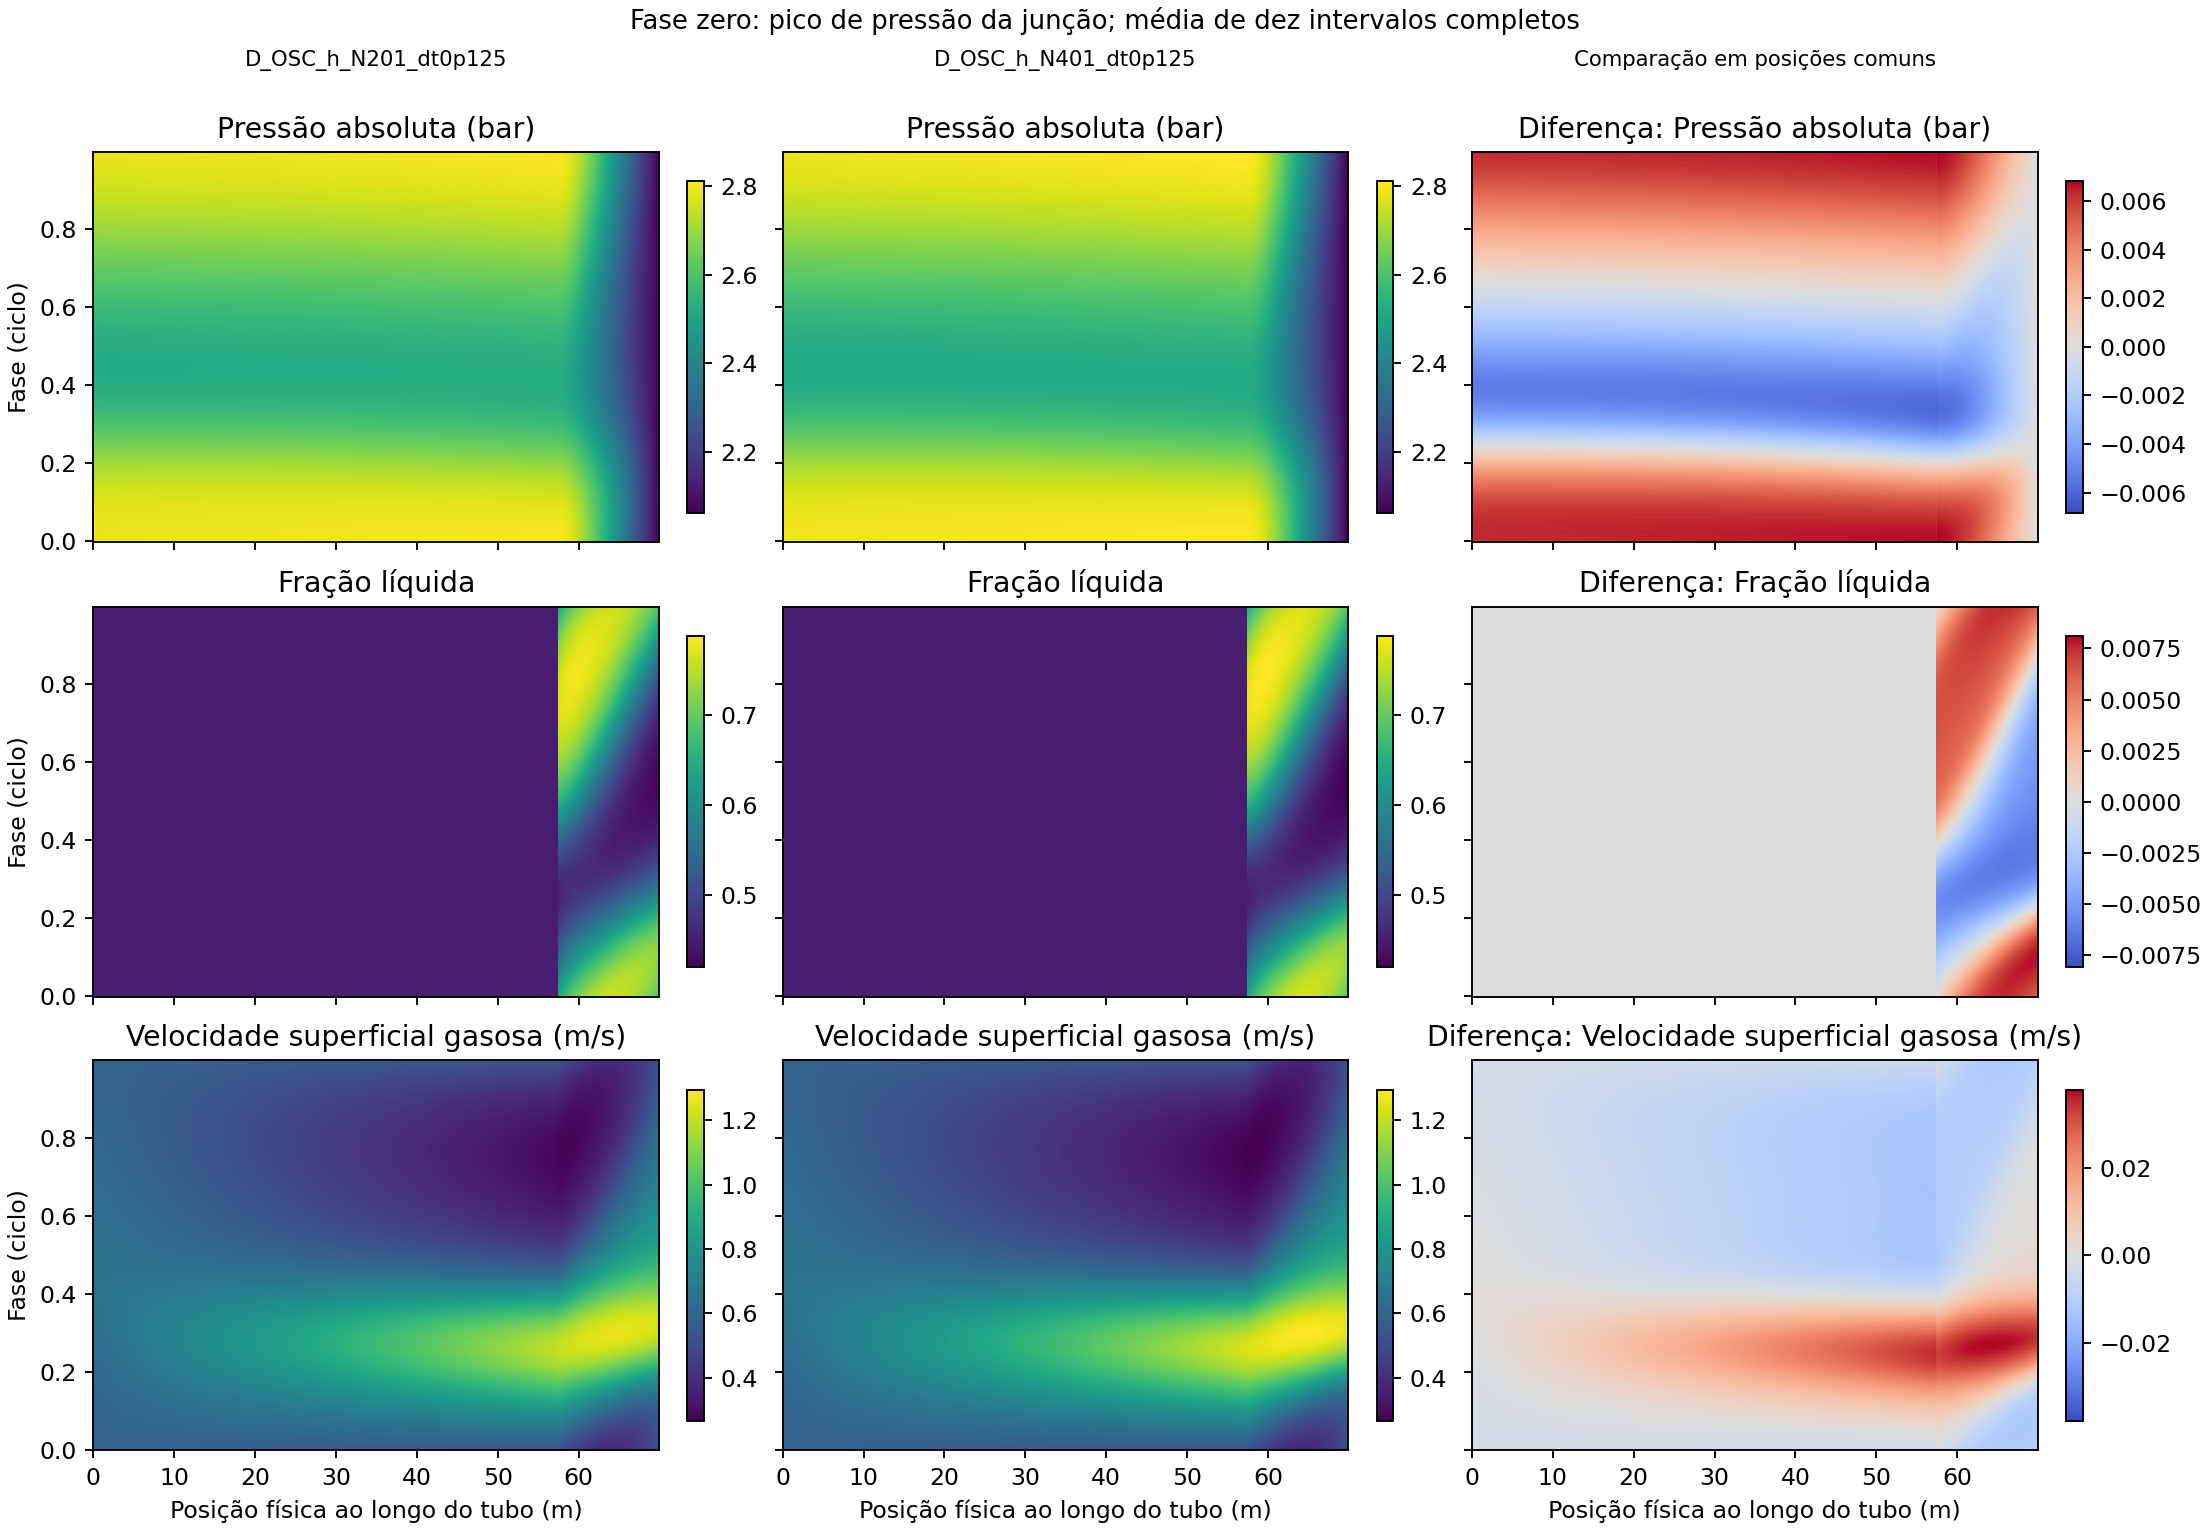 Fase zero: pico de pressão da junção; média de dez intervalos completos
D_OSC_h_N201_dt0p125
D_OSC_h_N401_dt0p125
Comparação em posições comuns
Pressão absoluta (bar)
Pressão absoluta (bar)
Diferença: Pressão absoluta (bar)
Fase (ciclo)
0.8
0.6
0.4
0.2
0.0
2.8
2.6
2.4
2.2
2.8
2.6
2.4
2.2
0.006
0.004
0.002
0.000
−0.002
−0.004
−0.006
Fração líquida
Fração líquida
Diferença: Fração líquida
Fase (ciclo)
0.8
0.6
0.4
0.2
0.0
0.7
0.6
0.5
0.7
0.6
0.5
0.0075
0.0050
0.0025
0.0000
−0.0025
−0.0050
−0.0075
Velocidade superficial gasosa (m/s)
Velocidade superficial gasosa (m/s)
Diferença: Velocidade superficial gasosa (m/s)
Fase (ciclo)
0.8
0.6
0.4
0.2
0.0
1.2
1.0
0.8
0.6
0.4
1.2
1.0
0.8
0.6
0.4
0.02
0.00
−0.02
0 10 20 30 40 50 60
0 10 20 30 40 50 60
0 10 20 30 40 50 60
Posição física ao longo do tubo (m)
Posição física ao longo do tubo (m)
Posição física ao longo do tubo (m)